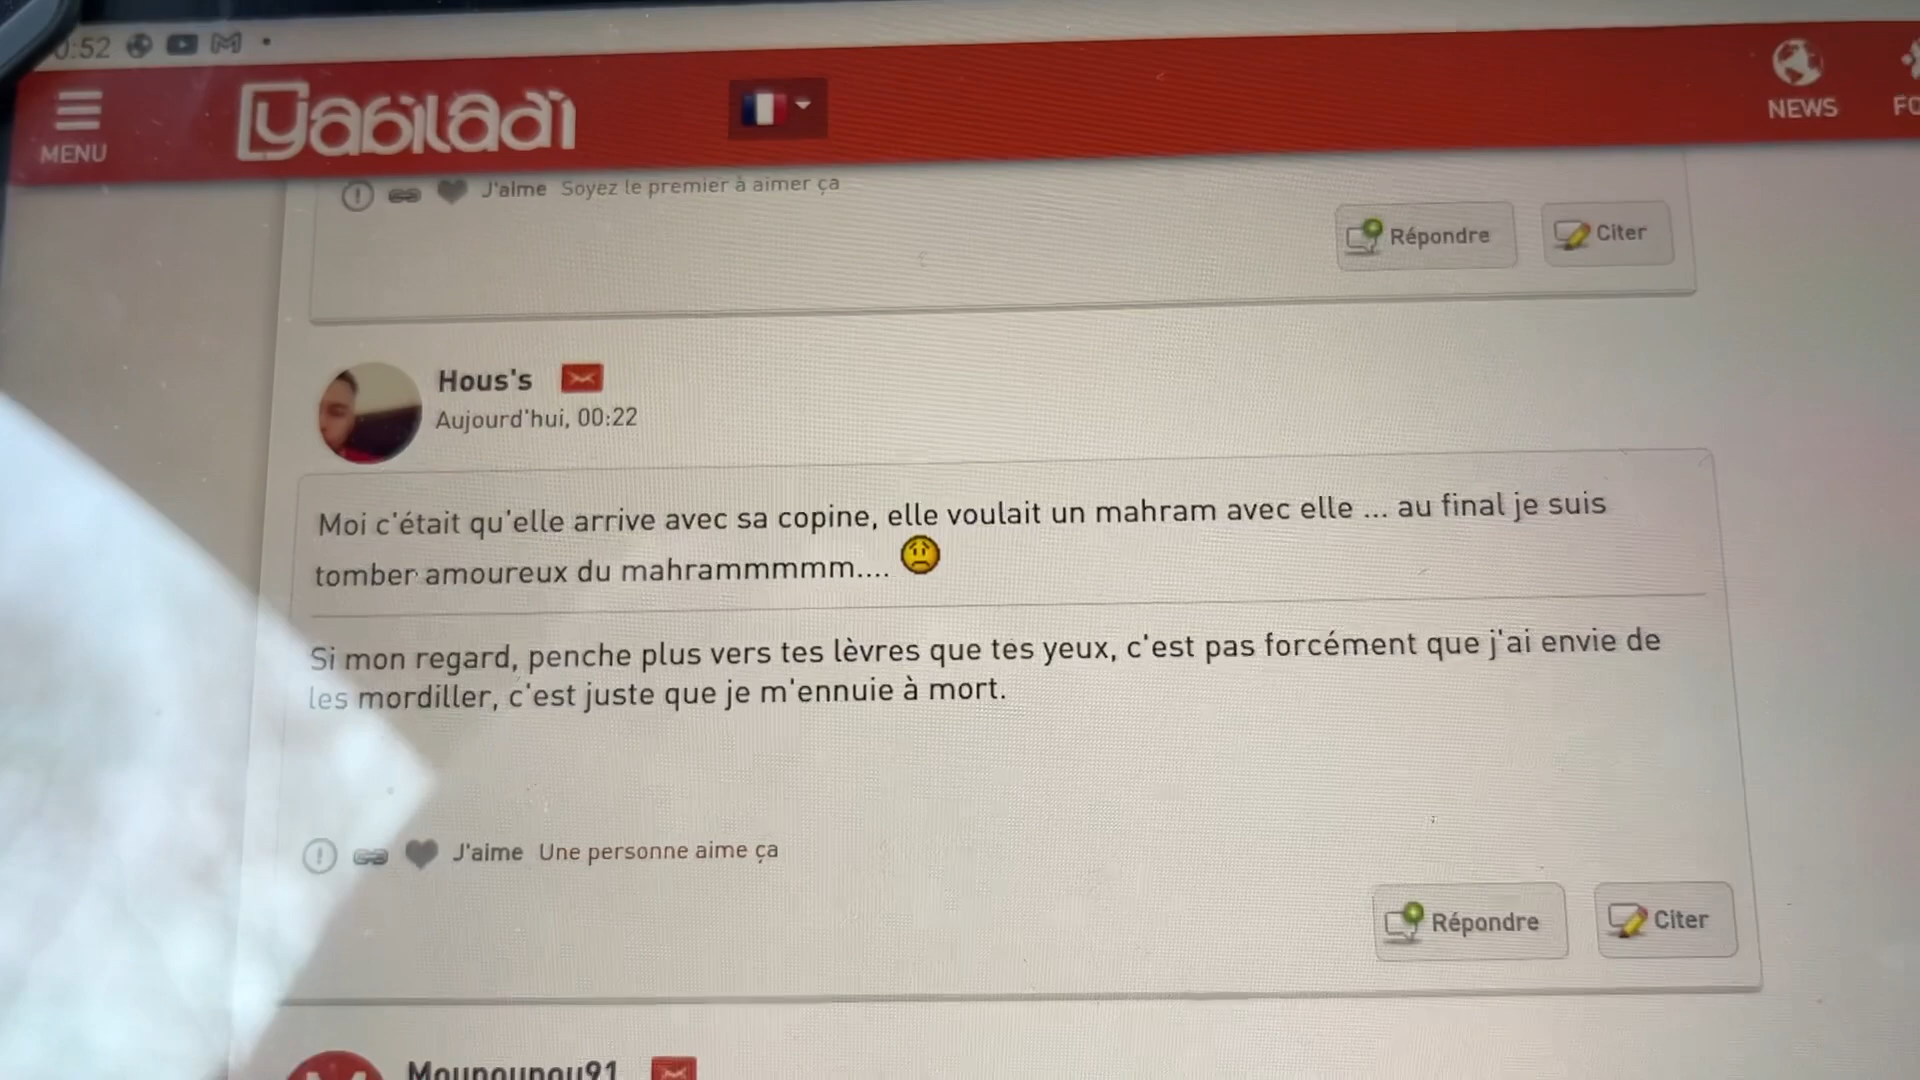 :52
MENU
yabiladi
NEWS
J'aime Soyez le premier à aimer ça
Répondre
Citer
Hous's
Aujourd'hui, 00:22
Moi c'était qu'elle arrive avec sa copine, elle voulait un mahram avec elle ... au final je suis
tomber amoureux du mahrammmmm....
Si mon regard, penche plus vers tes lèvres que tes yeux, c'est pas forcément que j'ai envie de
les mordiller, c'est juste que je m'ennuie à mort.
J'aime Une personne aime ça
Répondre
Citer